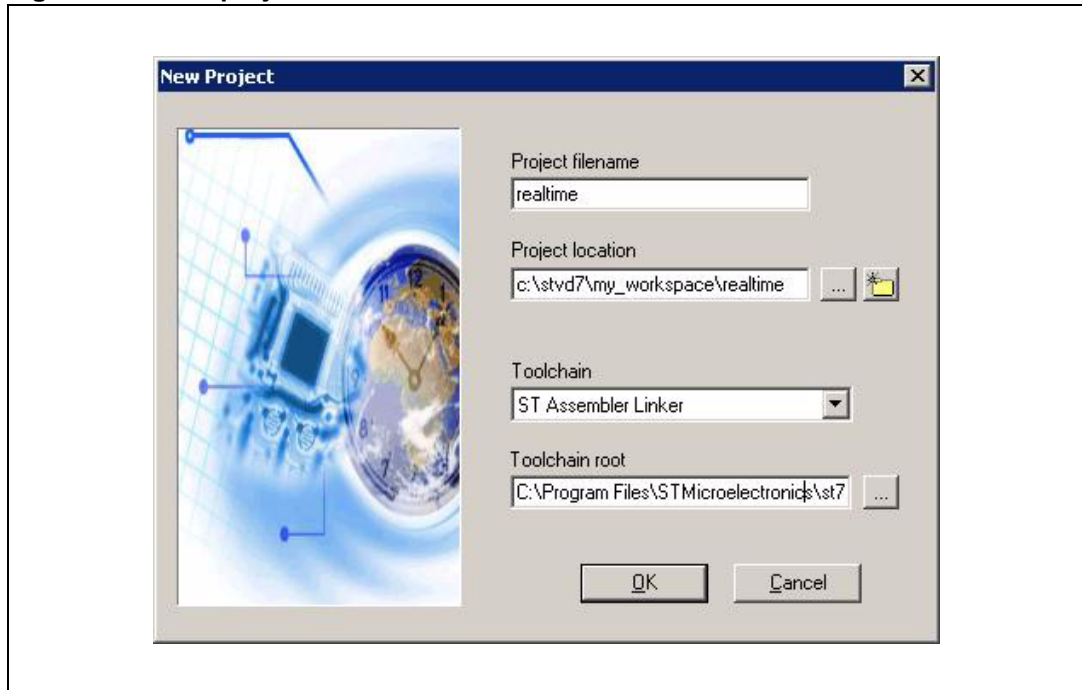 New Project
Project filename
realtime
Project location
c:\stvd7\my_workspace\realtime
...
Toolchain
ST Assembler Linker
Toolchain root
C:\Program Files\STMicroelectronics\st7
...
OK
Cancel